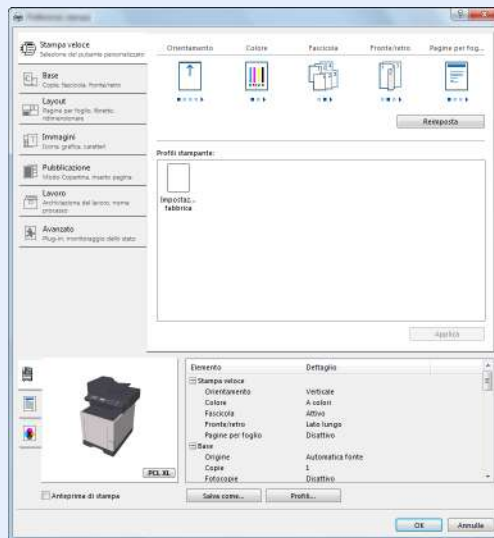 Stampa veloce
Selezione del pulsante personalizzato
Base
Copie, fascicola, fronte/retro
Layout
Pagine per foglio, libretto,
ridimensionare
Immagini
Icona, grafica, caratteri
Pubblicazione
Modo Copertina, inserto pagina
Lavoro
Archiviazione del lavoro, nome
processo
Avanzato
Plug-in, monitoraggio dello stato
Orientamento Colore Fascicola Fronte/retro Pagine per fog...
Reimposta
Profili stampante:
Impostaz...
fabbrica
Applica
PCL XL
Anteprima di stampa
Elemento Dettaglio
Stampa veloce
Orientamento Verticale
Colore A colori
Fascicola Attivo
Fronte/retro Lato lungo
Pagine per foglio Disattivo
Base
Origine Automatica fonte
Copie 1
Fotocopie Disattivo
Salva come... Profili...
OK Annulla